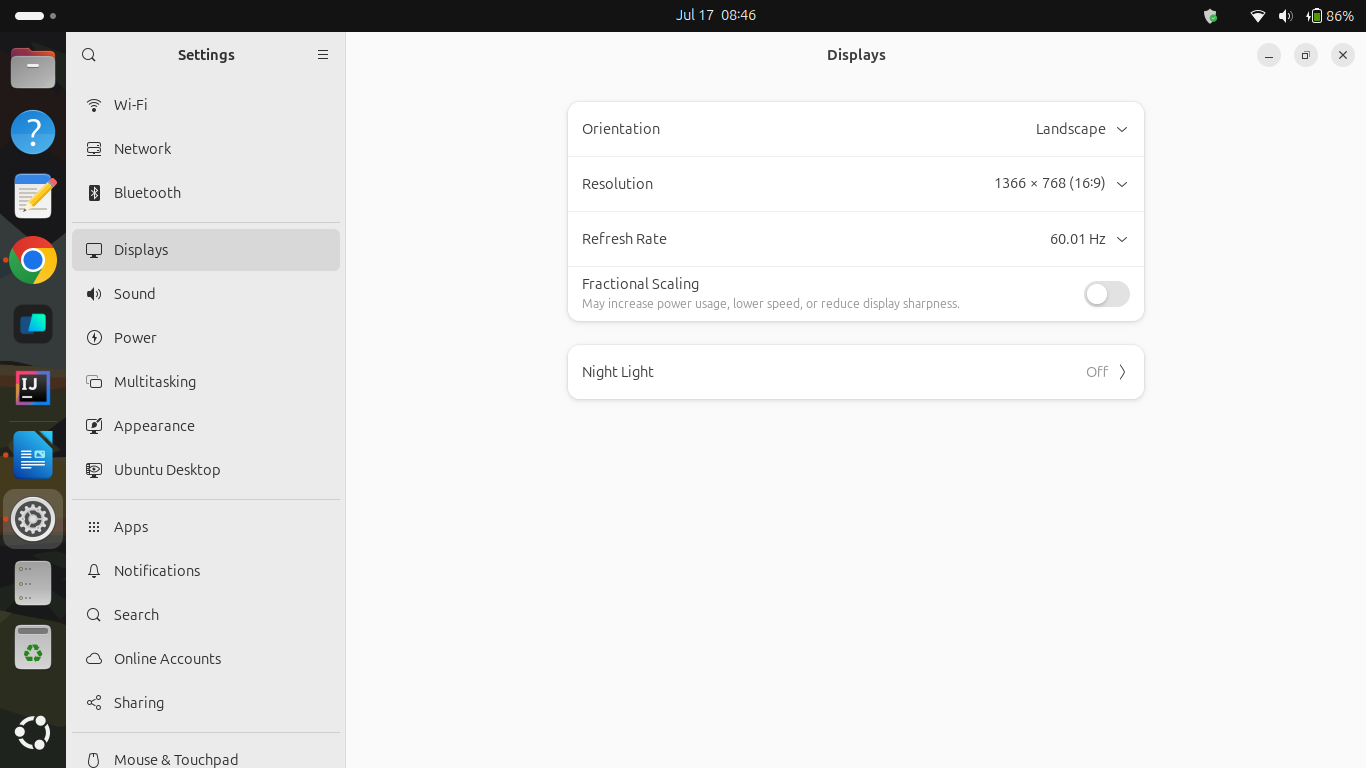 Jul 17 08:46
86%
Settings
Displays
Wi-Fi
Network
Bluetooth
Displays
Sound
Power
Multitasking
Appearance
Ubuntu Desktop
Apps
Notifications
Search
Online Accounts
Sharing
Mouse & Touchpad
Orientation
Landscape
Resolution
1366 × 768 (16∶9)
Refresh Rate
60.01 Hz
Fractional Scaling
May increase power usage, lower speed, or reduce display sharpness.
Night Light
Off
?
IJ